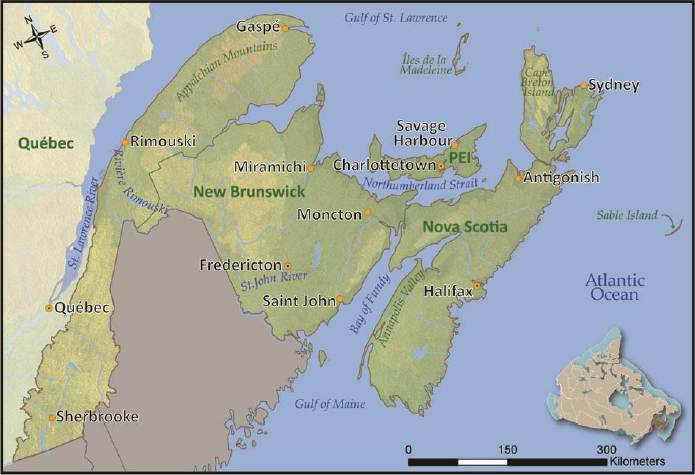 N
E
W
S
Gulf of St. Lawrence
Gaspé
Appalchian Mountains
Îles de la
Madeleine
Cape
Breton
Island
Sydney
Québec
Rimouski
Rivière Rimouski
Savage
Harbour
Miramichi
Charlottetown
PEI
Northumberland Strait
Antigonish
New Brunswick
St. Lawrence River
Moncton
Nova Scotia
Sable Island
Fredericton
St.John River
Atlantic
Ocean
Québec
Saint John
Bay of Fundy
Annapolis Valley
Halifax
Gulf of Maine
Sherbrooke
0 150 300
Kilometers